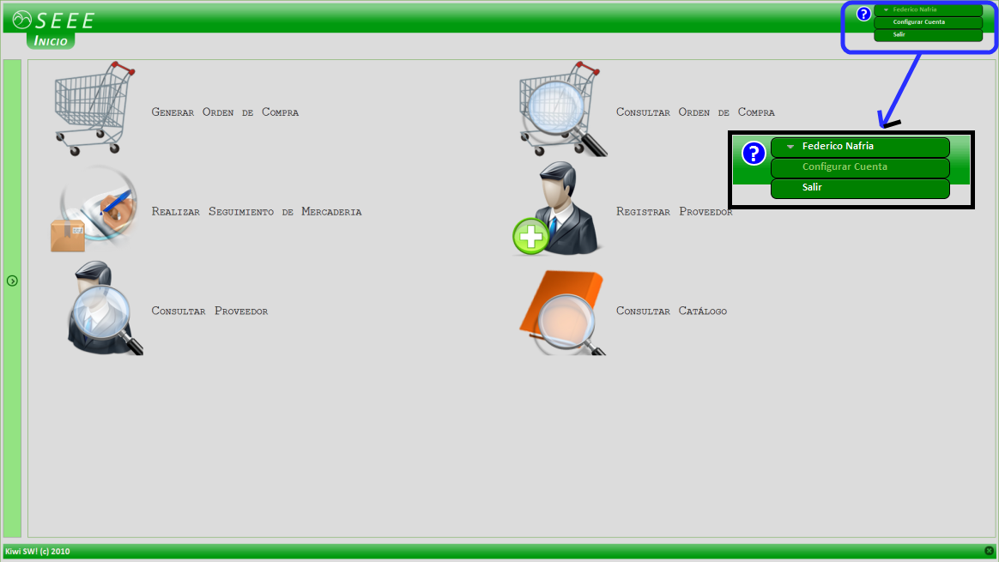 SEEE
Inicio
?
Federico Nafria
Configurar Cuenta
Salir
Generar Orden de Compra
Consultar Orden de Compra
?
Federico Nafria
Configurar Cuenta
Salir
Realizar Seguimiento de Mercaderia
Registrar Proveedor
Consultar Proveedor
Consultar Catálogo
Kiwi SW! (c) 2010